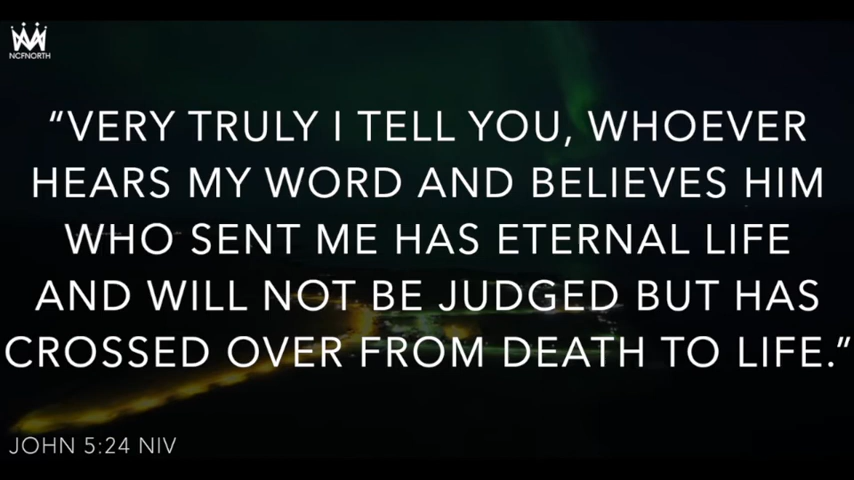 NCFNORTH
“VERY TRULY I TELL YOU, WHOEVER
HEARS MY WORD AND BELIEVES HIM
WHO SENT ME HAS ETERNAL LIFE
AND WILL NOT BE JUDGED BUT HAS
CROSSED OVER FROM DEATH TO LIFE.”
JOHN 5:24 NIV